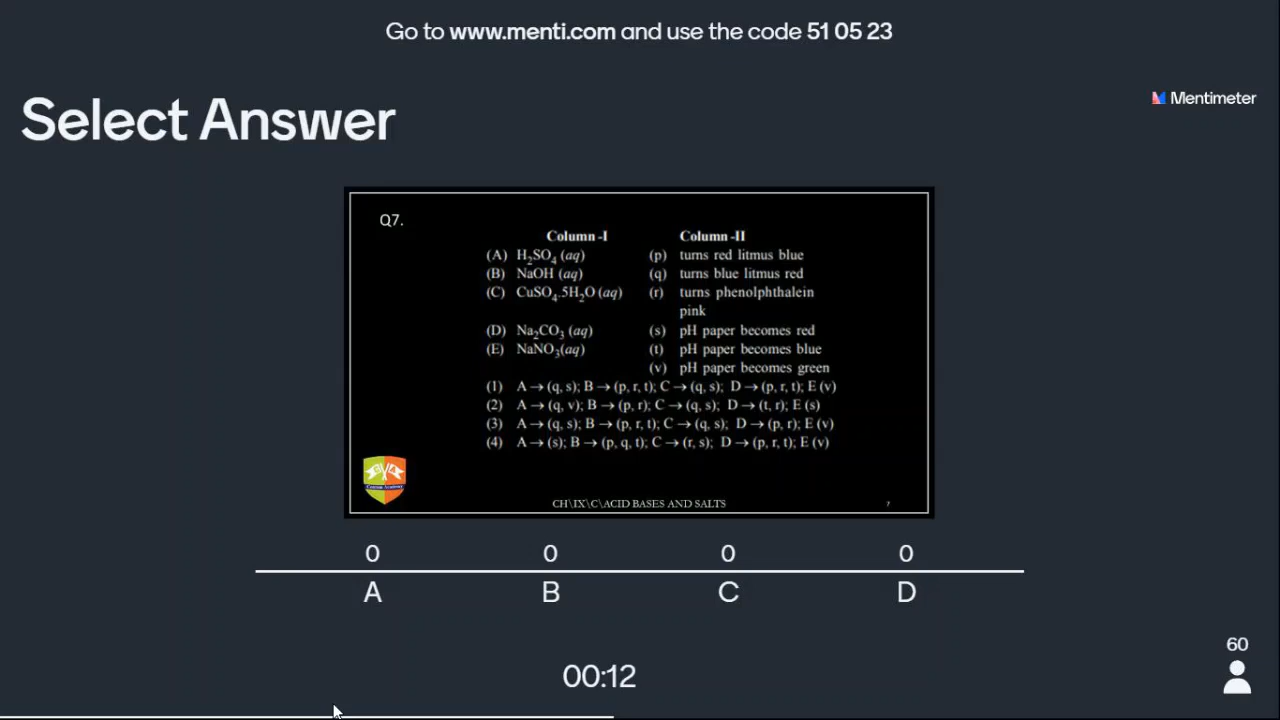 Go to www.menti.com and use the code 51 05 23
Select Answer
Mentimeter
Q7.
Column -I Column -II
(A) H₂SO₄ (aq) (p) turns red litmus blue
(B) NaOH (aq) (q) turns blue litmus red
(C) CuSO₄.5H₂O (aq) (r) turns phenolphthalein
pink
(D) Na₂CO₃ (aq) (s) pH paper becomes red
(E) NaNO₃(aq) (t) pH paper becomes blue
(v) pH paper becomes green
(1) A → (q, s); B → (p, r, t); C → (q, s); D → (p, r, t); E (v)
(2) A → (q, v); B → (p, r); C → (q, s); D → (t, r); E (s)
(3) A → (q, s); B → (p, r, t); C → (q, s); D → (p, r); E (v)
(4) A → (s); B → (p, q, t); C → (r, s); D → (p, r, t); E (v)
CH\IX\C\ACID BASES AND SALTS
7
0 0 0 0
A B C D
00:12
60